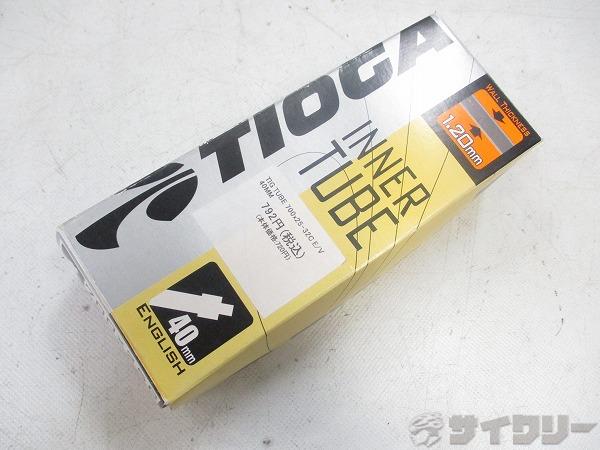 TIOGA
INNER
TUBE
WALL THICKNESS
1.20mm
TIG TUBE 700x25-32C E/V
40MM
792円(税込)
(本体価格/720円)
40mm
ENGLISH
サイクリー